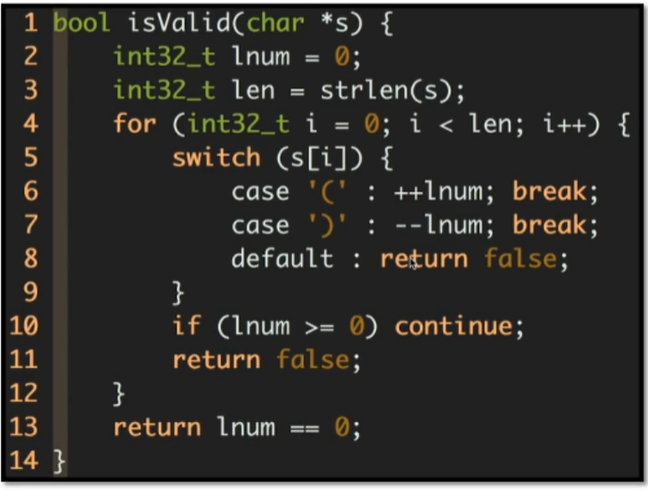 1 bool isValid(char *s) {
2     int32_t lnum = 0;
3     int32_t len = strlen(s);
4     for (int32_t i = 0; i < len; i++) {
5         switch (s[i]) {
6             case '(' : ++lnum; break;
7             case ')' : --lnum; break;
8             default : return false;
9         }
10         if (lnum >= 0) continue;
11         return false;
12     }
13     return lnum == 0;
14 }